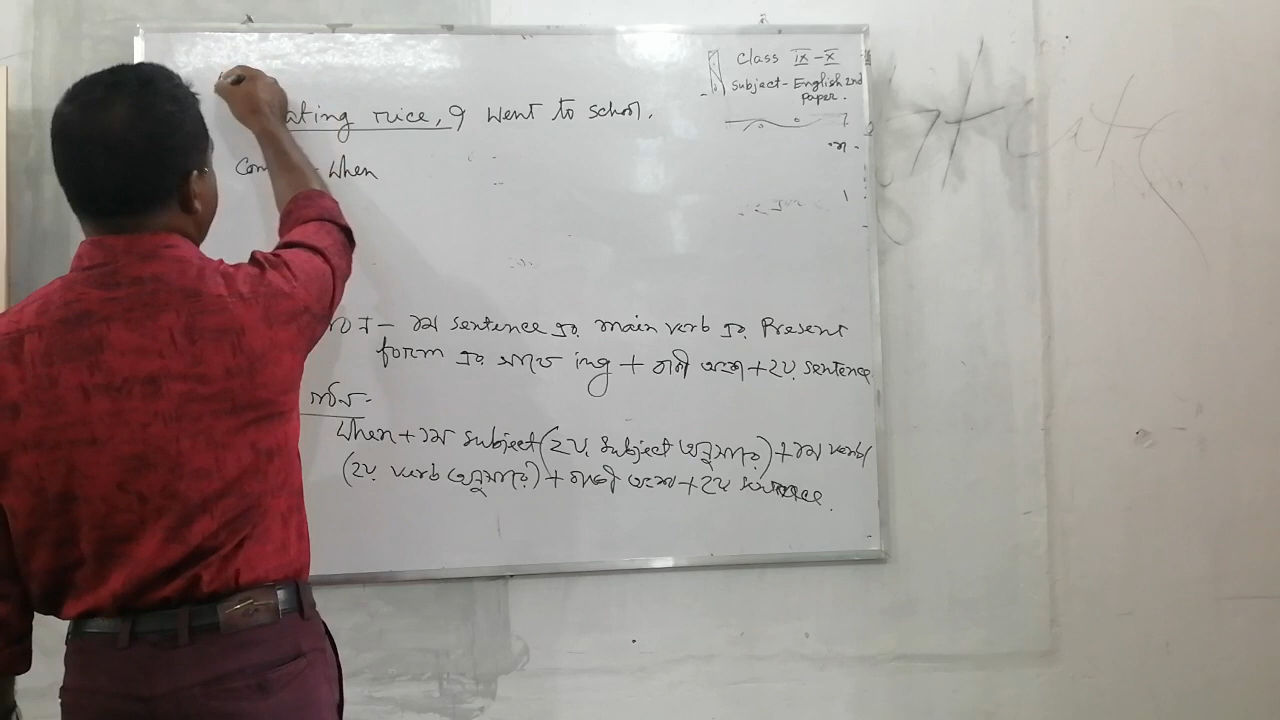 Class IX - X
Subject - English 2nd
paper.
ating rice, I went to school.
Com - When
- ১ম sentence এর main verb এর Present
form এর সাথে ing + বাকী অংশ + ২য় sentence
When + ১ম subject (২য় subject অনুসারে) + ১ম verb
(২য় verb অনুসারে) + বাকী অংশ + ২য় sentence.